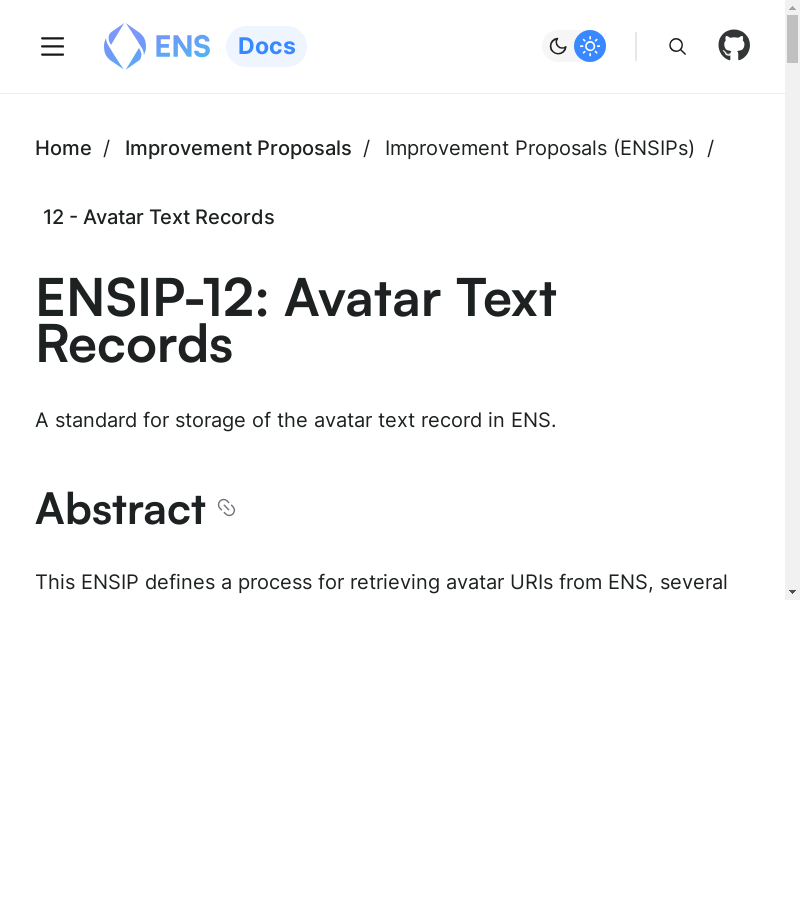 ENS Docs
Home / Improvement Proposals / Improvement Proposals (ENSIPs) /
12 - Avatar Text Records
ENSIP-12: Avatar Text
Records
A standard for storage of the avatar text record in ENS.
Abstract
This ENSIP defines a process for retrieving avatar URIs from ENS, several